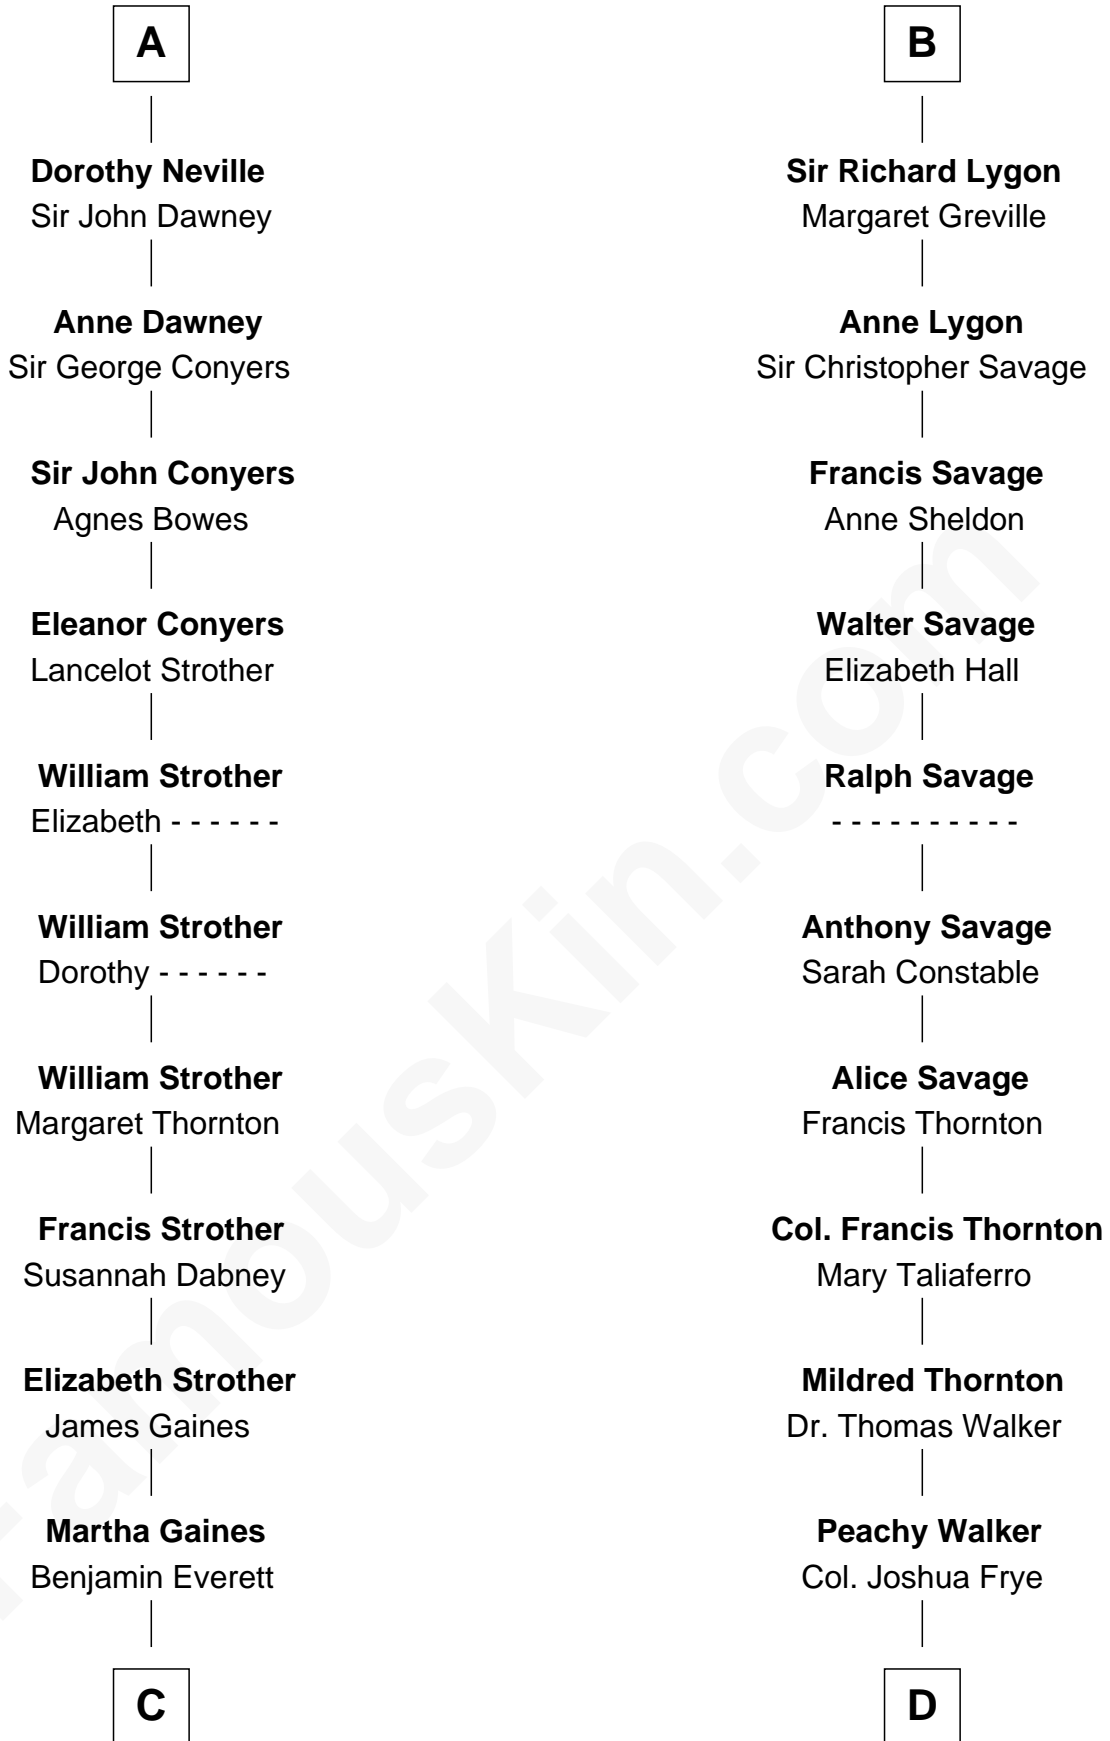 A
Dorothy Neville
Sir John Dawney
Anne Dawney
Sir George Conyers
Sir John Conyers
Agnes Bowes
Eleanor Conyers
Lancelot Strother
William Strother
Elizabeth - - - - - -
William Strother
Dorothy - - - - - -
William Strother
Margaret Thornton
Francis Strother
Susannah Dabney
Elizabeth Strother
James Gaines
Martha Gaines
Benjamin Everett
C
B
Sir Richard Lygon
Margaret Greville
Anne Lygon
Sir Christopher Savage
Francis Savage
Anne Sheldon
Walter Savage
Elizabeth Hall
Ralph Savage
- - - - - - - - - -
Anthony Savage
Sarah Constable
Alice Savage
Francis Thornton
Col. Francis Thornton
Mary Taliaferro
Mildred Thornton
Dr. Thomas Walker
Peachy Walker
Col. Joshua Frye
D
FamousKin.com